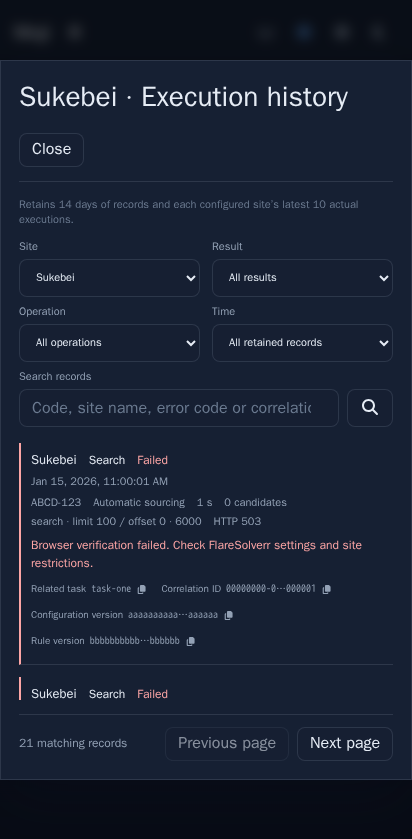 Sukebei · Execution history
Close
Retains 14 days of records and each configured site's latest 10 actual
executions.
Site
Result
Sukebei
All results
Operation
Time
All operations
All retained records
Search records
Code, site name, error code or correlatic
Sukebei Search Failed
Jan 15, 2026, 11:00:01 AM
ABCD-123 Automatic sourcing 1 s 0 candidates
search · limit 100 / offset 0 · 6000 HTTP 503
Browser verification failed. Check FlareSolverr settings and site
restrictions.
Related task task-one Correlation ID 00000000-0···000001
Configuration version aaaaaaaaaa···aaaaaa
Rule version bbbbbbbbbb···bbbbbb
Sukebei Search Failed
21 matching records
Previous page
Next page